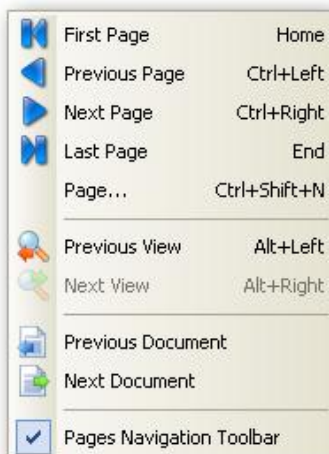 First Page Home
Previous Page Ctrl+Left
Next Page Ctrl+Right
Last Page End
Page... Ctrl+Shift+N
Previous View Alt+Left
Next View Alt+Right
Previous Document
Next Document
Pages Navigation Toolbar